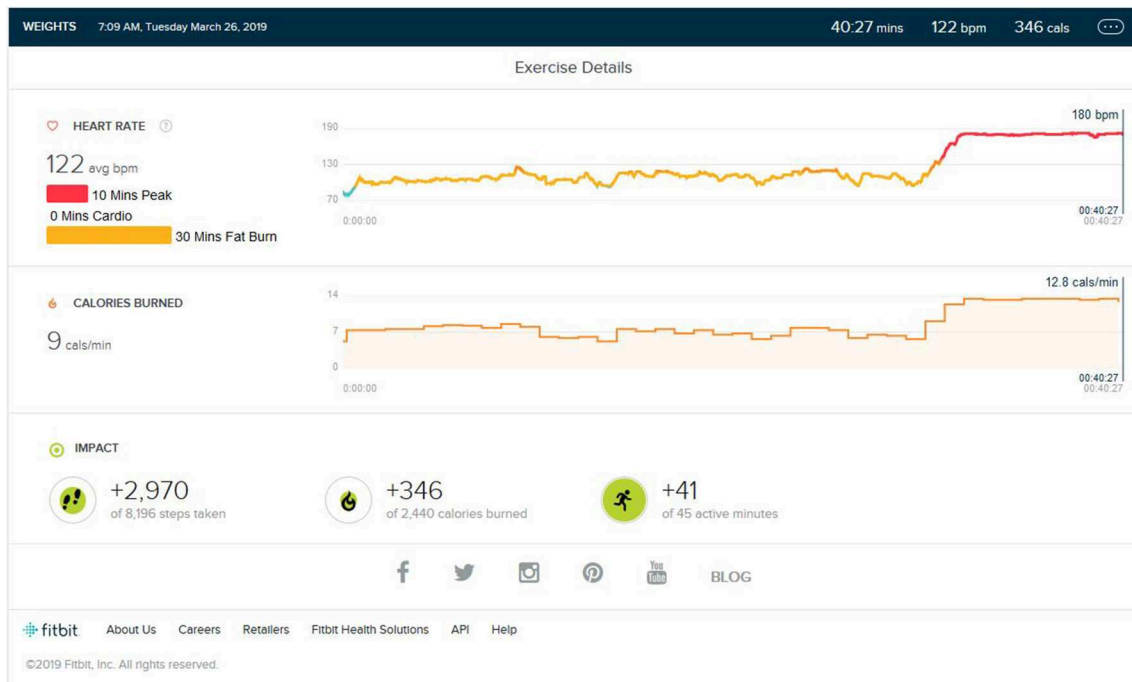 WEIGHTS 7:09 AM, Tuesday March 26, 2019 40:27 mins 122 bpm 346 cals
Exercise Details
HEART RATE ?
122 avg bpm
10 Mins Peak
0 Mins Cardio
30 Mins Fat Burn
180 bpm
190
130
70
00:40:27
0:00:00 00:40:27
CALORIES BURNED
9 cals/min
12.8 cals/min
14
7
0
00:40:27
0:00:00 00:40:27
IMPACT
+2,970
of 8,196 steps taken
+346
of 2,440 calories burned
+41
of 45 active minutes
You
Tube
BLOG
fitbit About Us Careers Retailers Fitbit Health Solutions API Help
©2019 Fitbit, Inc. All rights reserved.